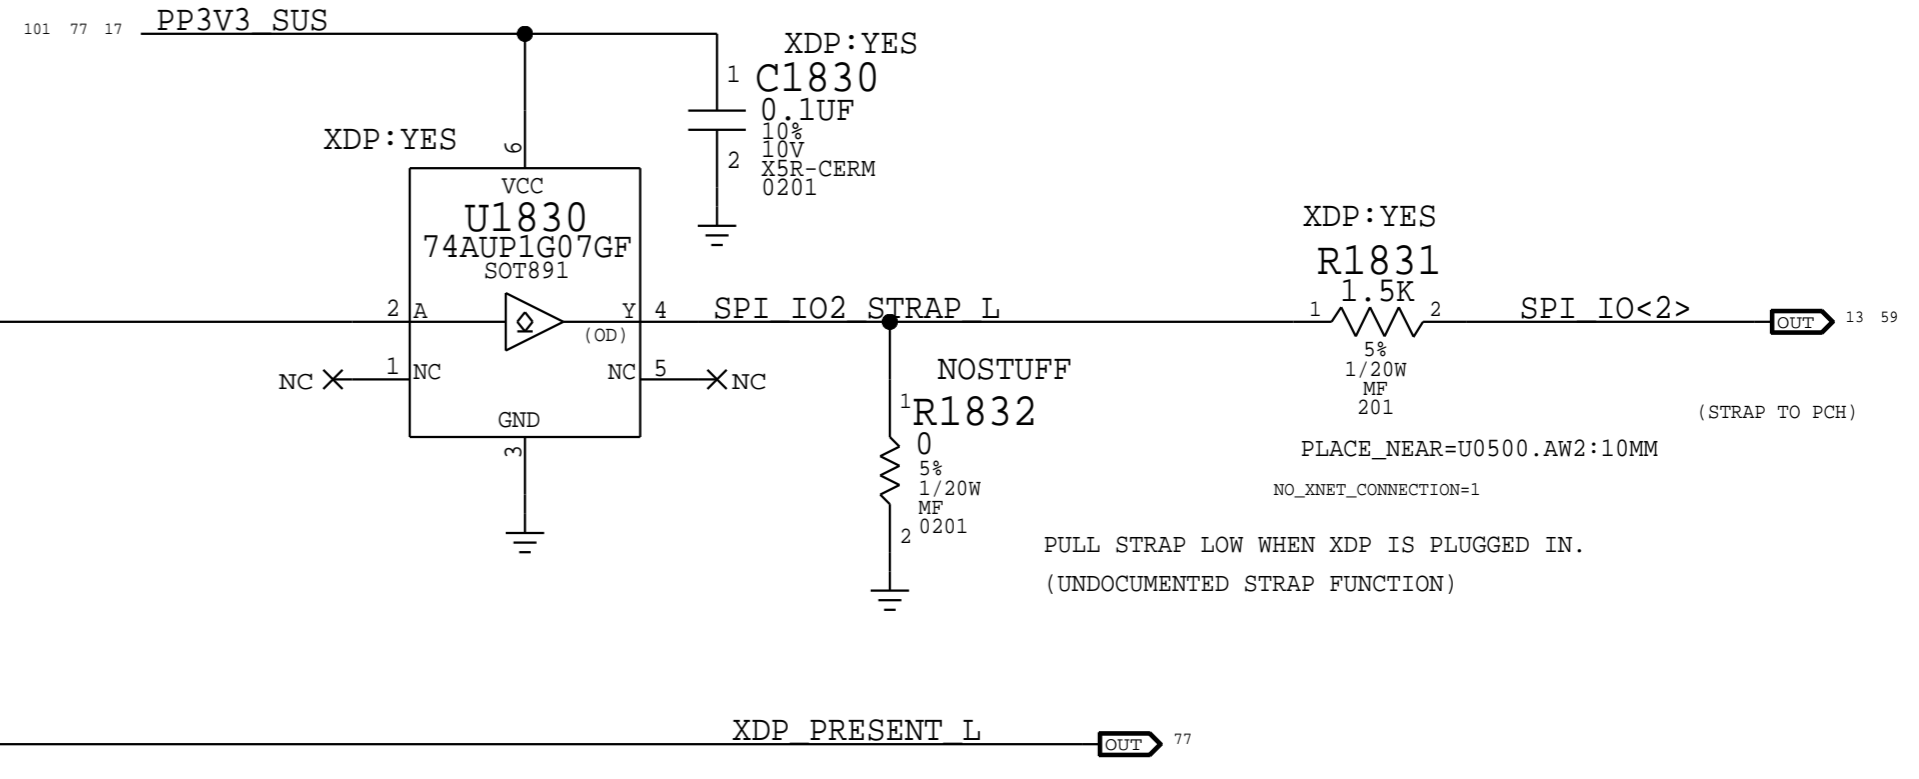 101 77 17 PP3V3_SUS
XDP:YES
1 C1830
0.1UF
10%
10V
2 X5R-CERM
0201
XDP:YES
6
VCC
U1830
74AUP1G07GF
SOT891
2 A
Y 4
(OD)
NC 1 NC
NC 5 NC
GND
3
SPI_IO2_STRAP_L
XDP:YES
R1831
1.5K
1 2
5%
1/20W
MF
201
SPI_IO<2>
OUT 13 59
(STRAP TO PCH)
PLACE_NEAR=U0500.AW2:10MM
NO_XNET_CONNECTION=1
NOSTUFF
1 R1832
0
5%
1/20W
MF
2 0201
PULL STRAP LOW WHEN XDP IS PLUGGED IN.
(UNDOCUMENTED STRAP FUNCTION)
XDP_PRESENT_L
OUT 77